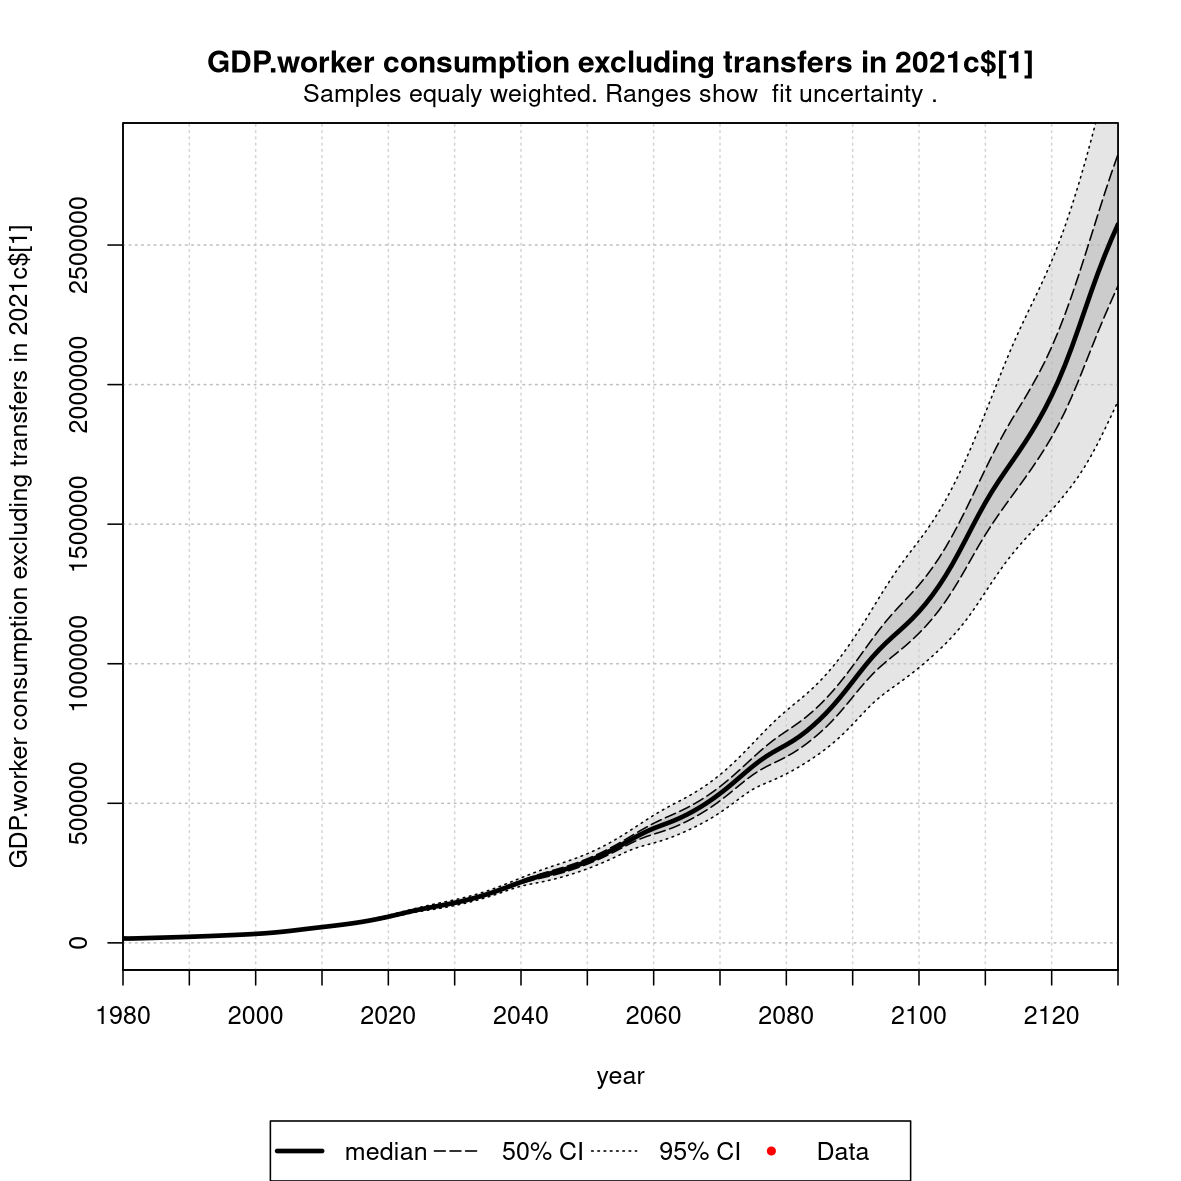 GDP.worker consumption excluding transfers in 2021c$[1]
Samples equaly weighted. Ranges show  fit uncertainty .
GDP.worker consumption excluding transfers in 2021c$[1]
2500000
2000000
1500000
1000000
500000
0
1980 2000 2020 2040 2060 2080 2100 2120
year
median 50% CI 95% CI Data